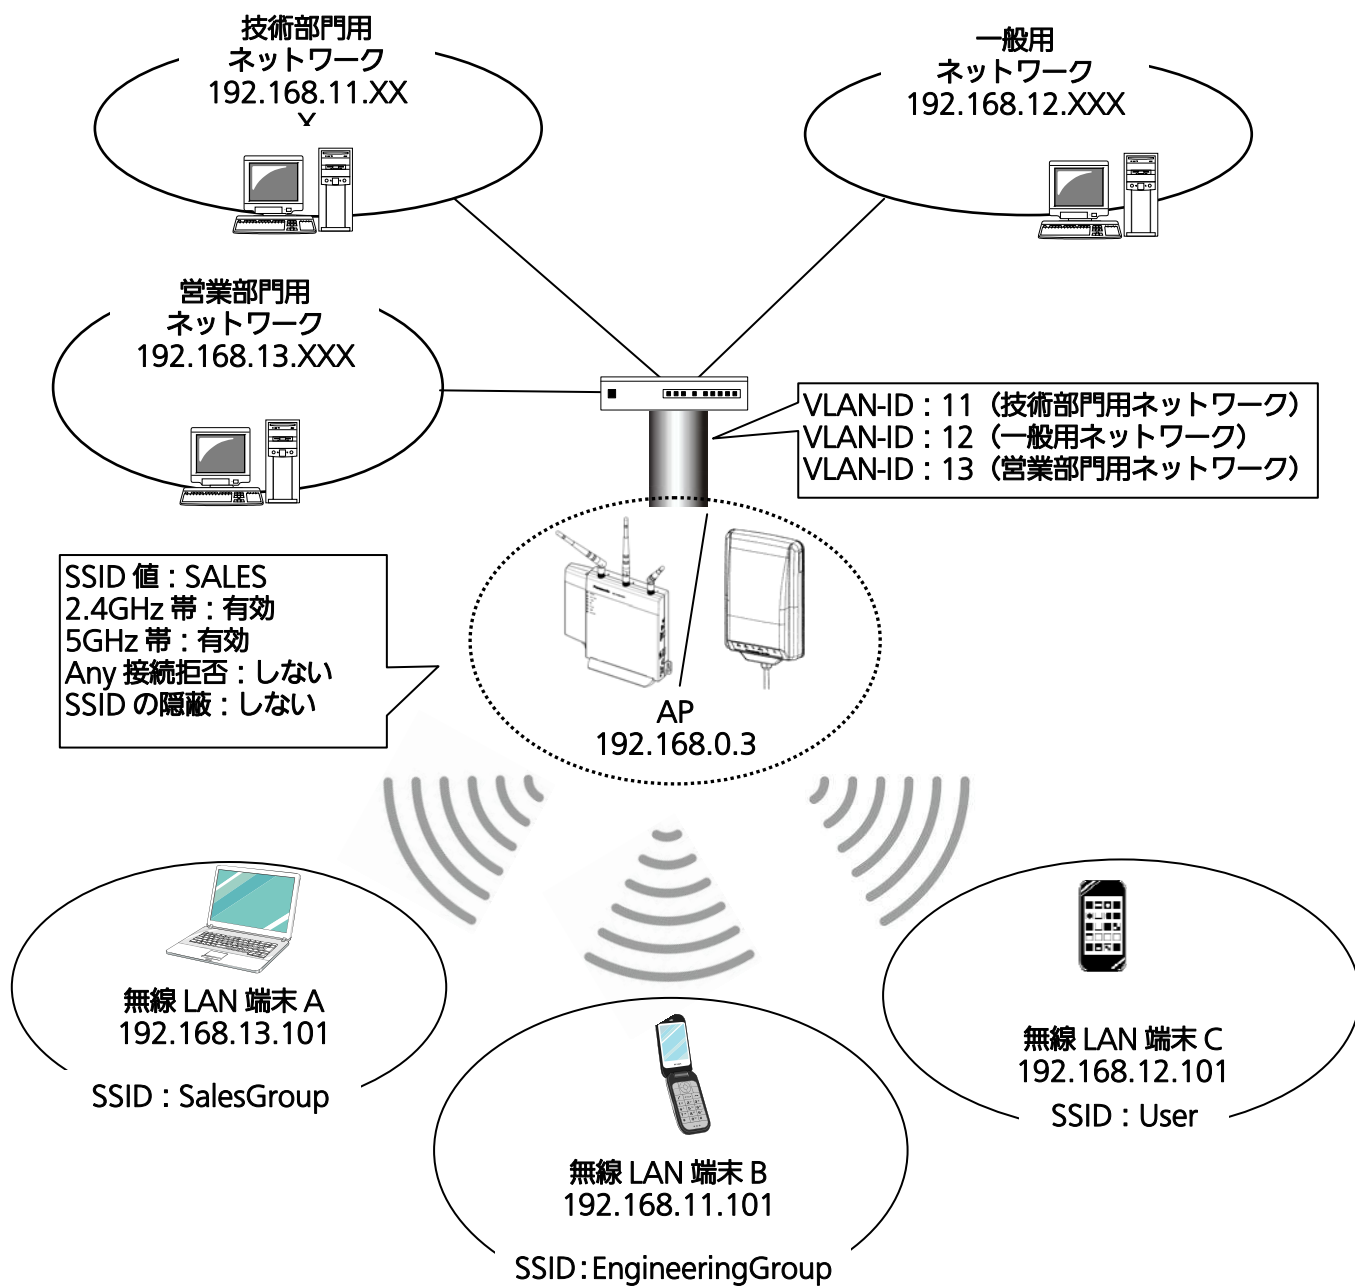 技術部門用
ネットワーク
192.168.11.XX
X
一般用
ネットワーク
192.168.12.XXX
営業部門用
ネットワーク
192.168.13.XXX
VLAN-ID：11（技術部門用ネットワーク）
VLAN-ID：12（一般用ネットワーク）
VLAN-ID：13（営業部門用ネットワーク）
SSID 値：SALES
2.4GHz 帯：有効
5GHz 帯：有効
Any 接続拒否：しない
SSID の隠蔽：しない
AP
192.168.0.3
無線 LAN 端末 A
192.168.13.101
SSID：SalesGroup
無線 LAN 端末 B
192.168.11.101
SSID：EngineeringGroup
無線 LAN 端末 C
192.168.12.101
SSID：User